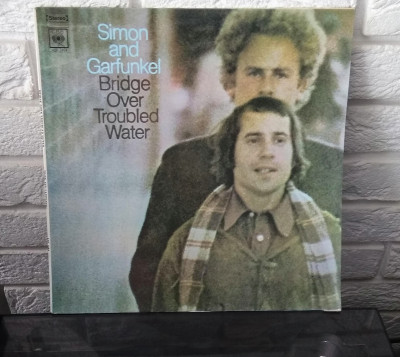 Simon
and
Garfunkel
Bridge
Over
Troubled
Water